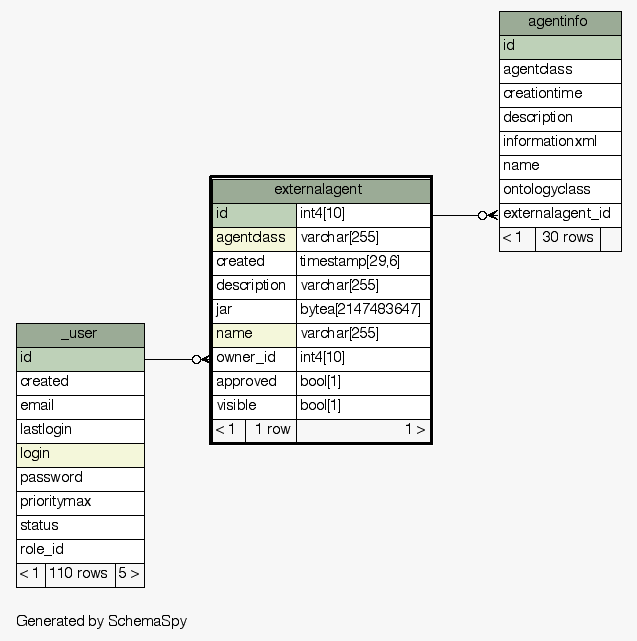 agentinfo
id
agentclass
creationtime
description
informationxml
name
ontologyclass
externalagent_id
< 1 30 rows
externalagent
id int4[10]
agentclass varchar[255]
created timestamp[29,6]
description varchar[255]
jar bytea[2147483647]
name varchar[255]
owner_id int4[10]
approved bool[1]
visible bool[1]
< 1 1 row 1 >
_user
id
created
email
lastlogin
login
password
prioritymax
status
role_id
< 1 110 rows 5 >
Generated by SchemaSpy